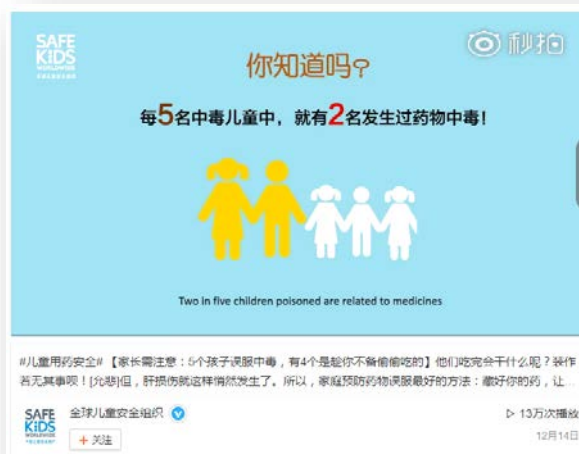 SAFE
KIDS
WORLDWIDE
秒拍
你知道吗?
每5名中毒儿童中，就有2名发生过药物中毒!
Two in five children poisoned are related to medicines
#儿童用药安全# 【家长需注意：5个孩子误服中毒，有4个是趁你不备偷偷吃的】他们吃完会干什么呢？装作
若无其事呗！[允悲]但，肝损伤就这样悄然发生了。所以，家庭预防药物误服最好的方法：藏好你的药，让...
SAFE
KIDS
WORLDWIDE
全球儿童安全组织
13万次播放
+ 关注
12月14日